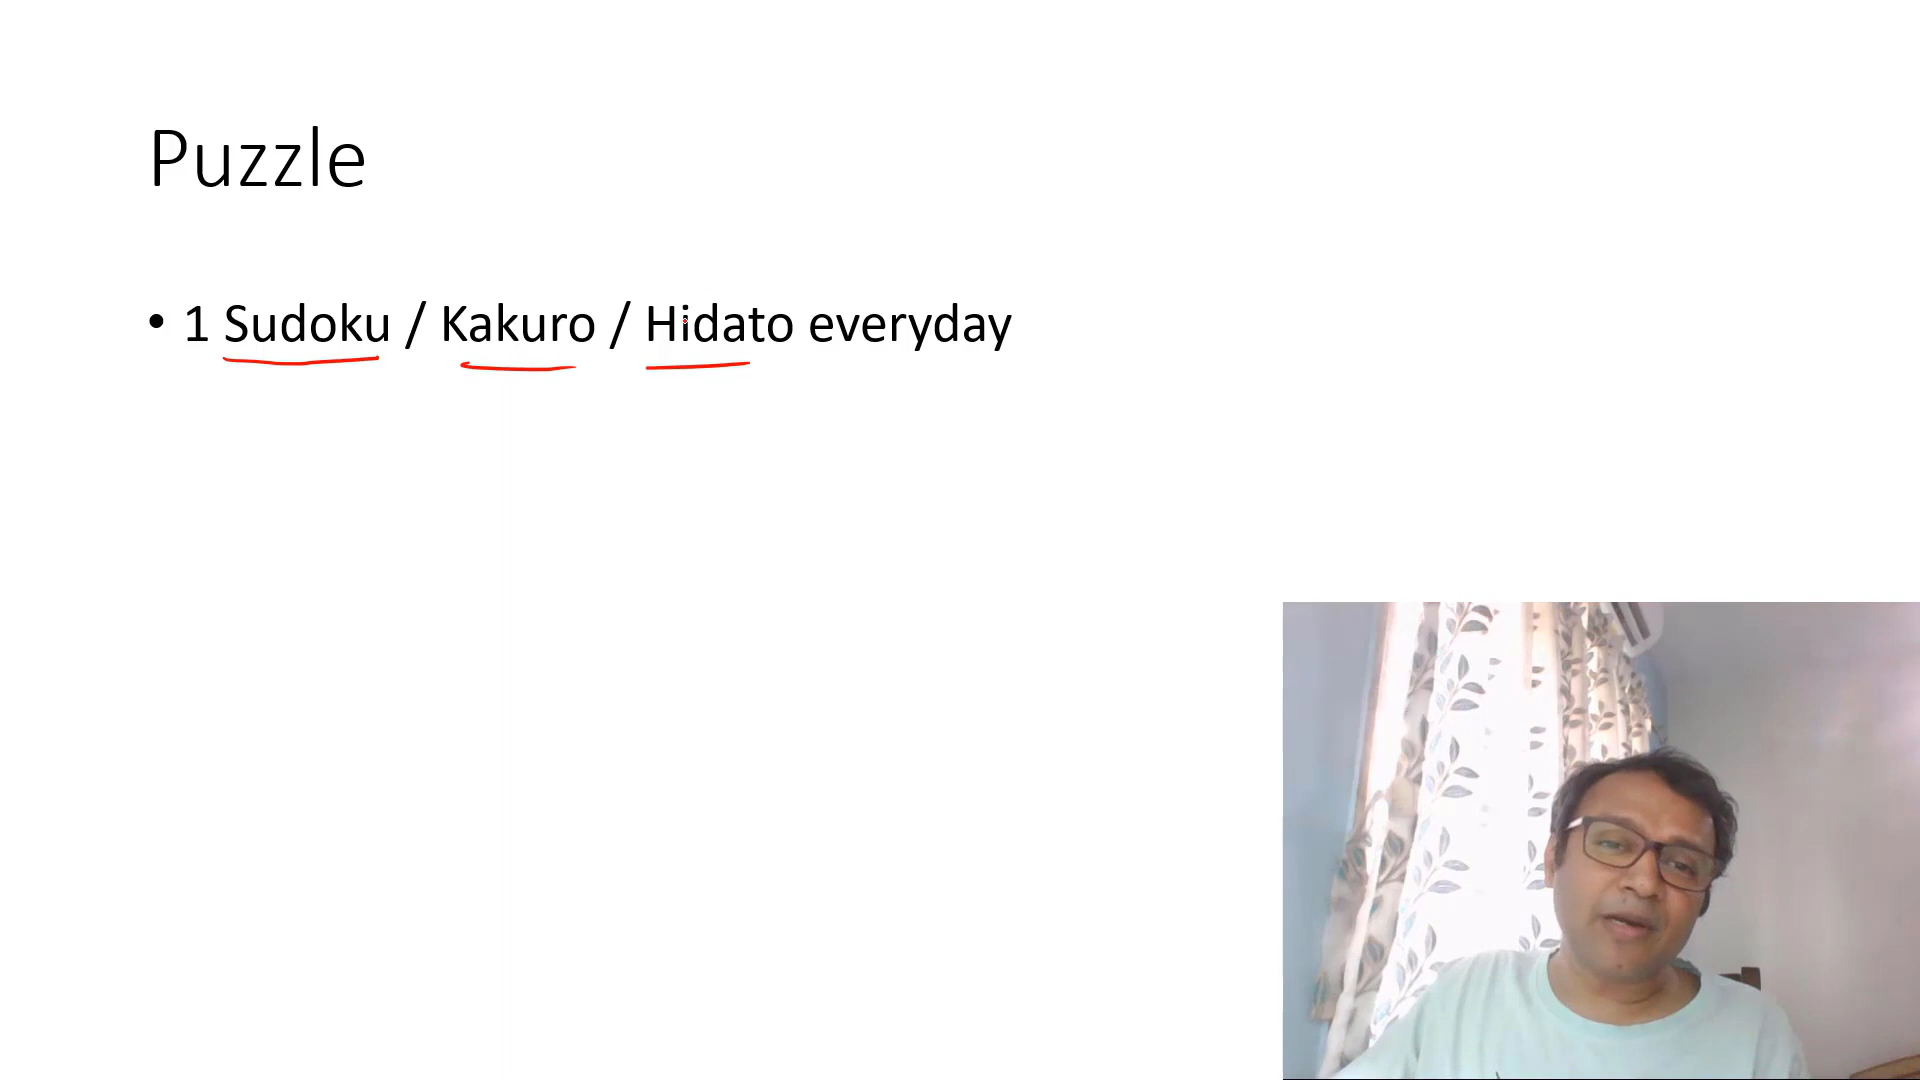 Puzzle
• 1 Sudoku / Kakuro / Hidato everyday